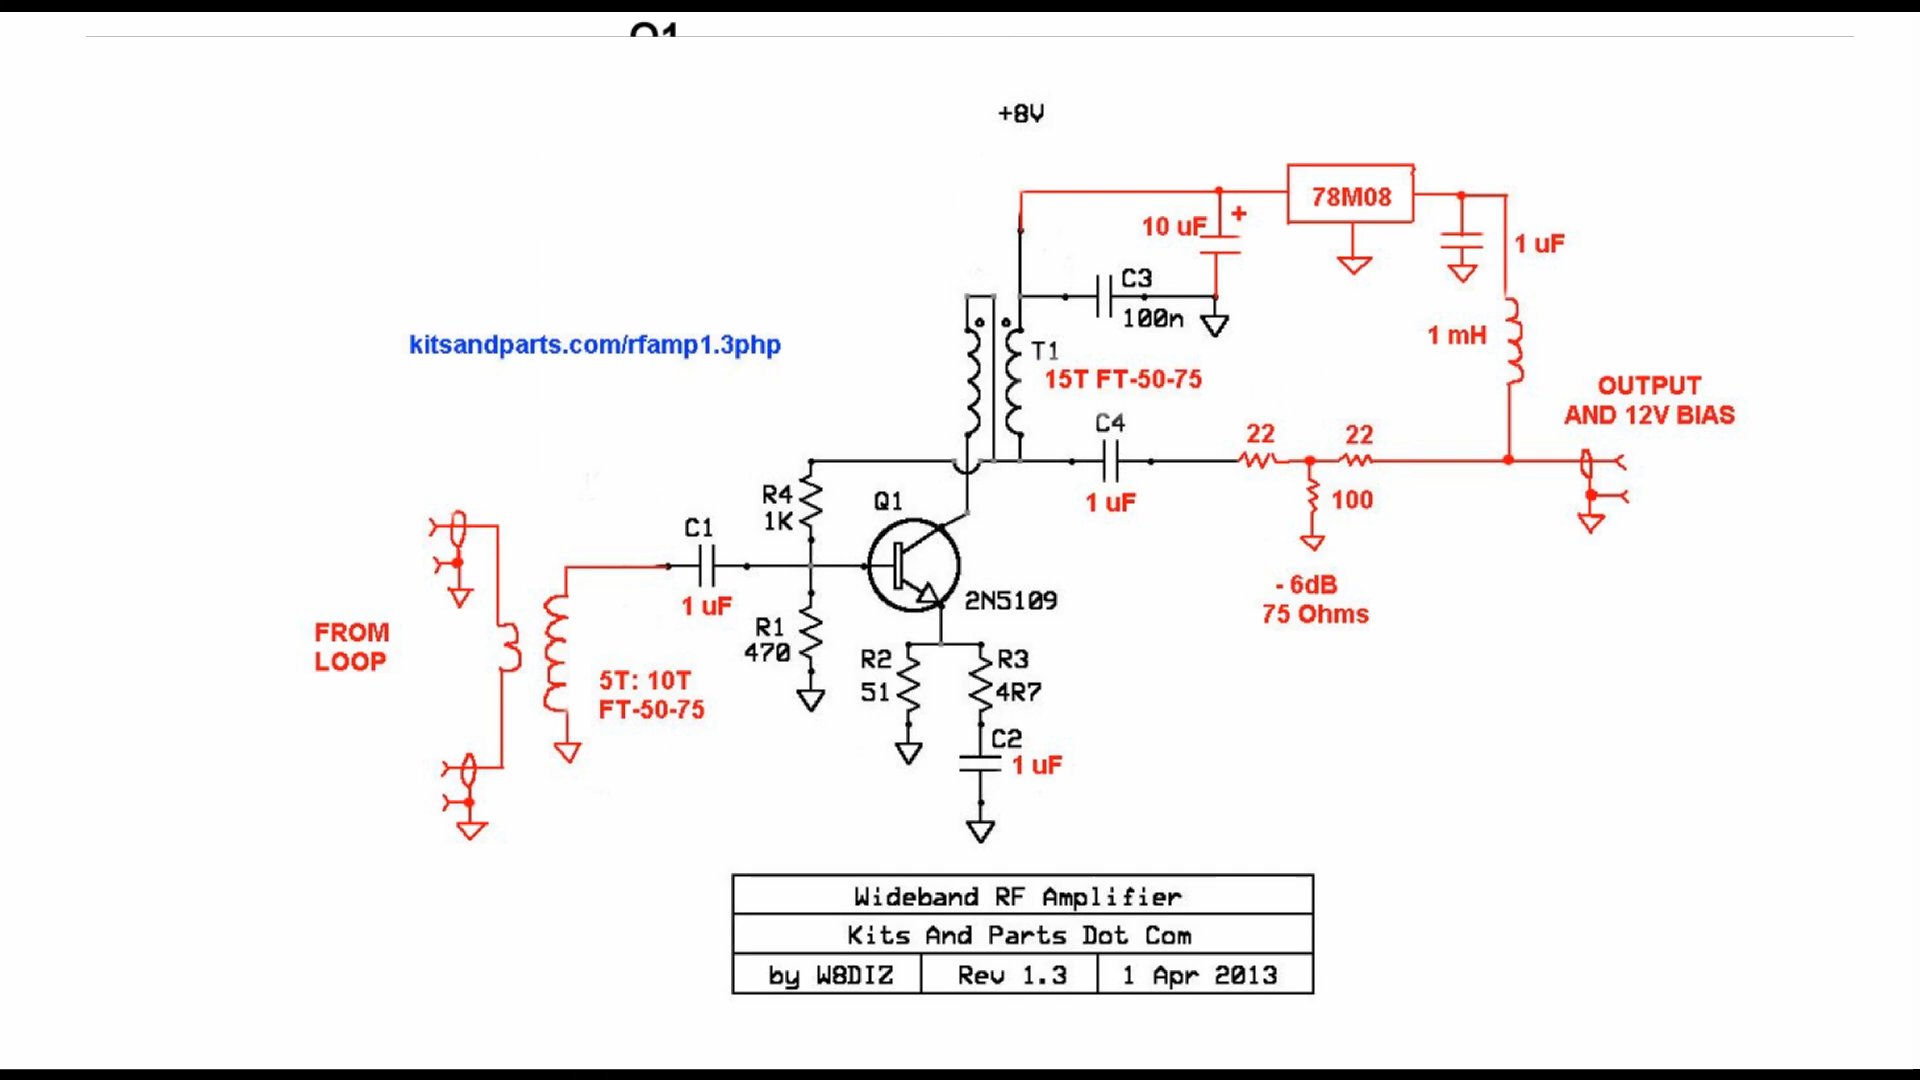 Q1
+8V
78M08
10 uF
+
1 uF
C3
100n
1 mH
kitsandparts.com/rfamp1.3php
T1
15T FT-50-75
OUTPUT
AND 12V BIAS
C4
1 uF
22
22
100
- 6dB
75 Ohms
R4
1K
Q1
2N5109
C1
1 uF
R1
470
FROM
LOOP
5T: 10T
FT-50-75
R2
51
R3
4R7
C2
1 uF
Wideband RF Amplifier
Kits And Parts Dot Com
by W8DIZ
Rev 1.3
1 Apr 2013